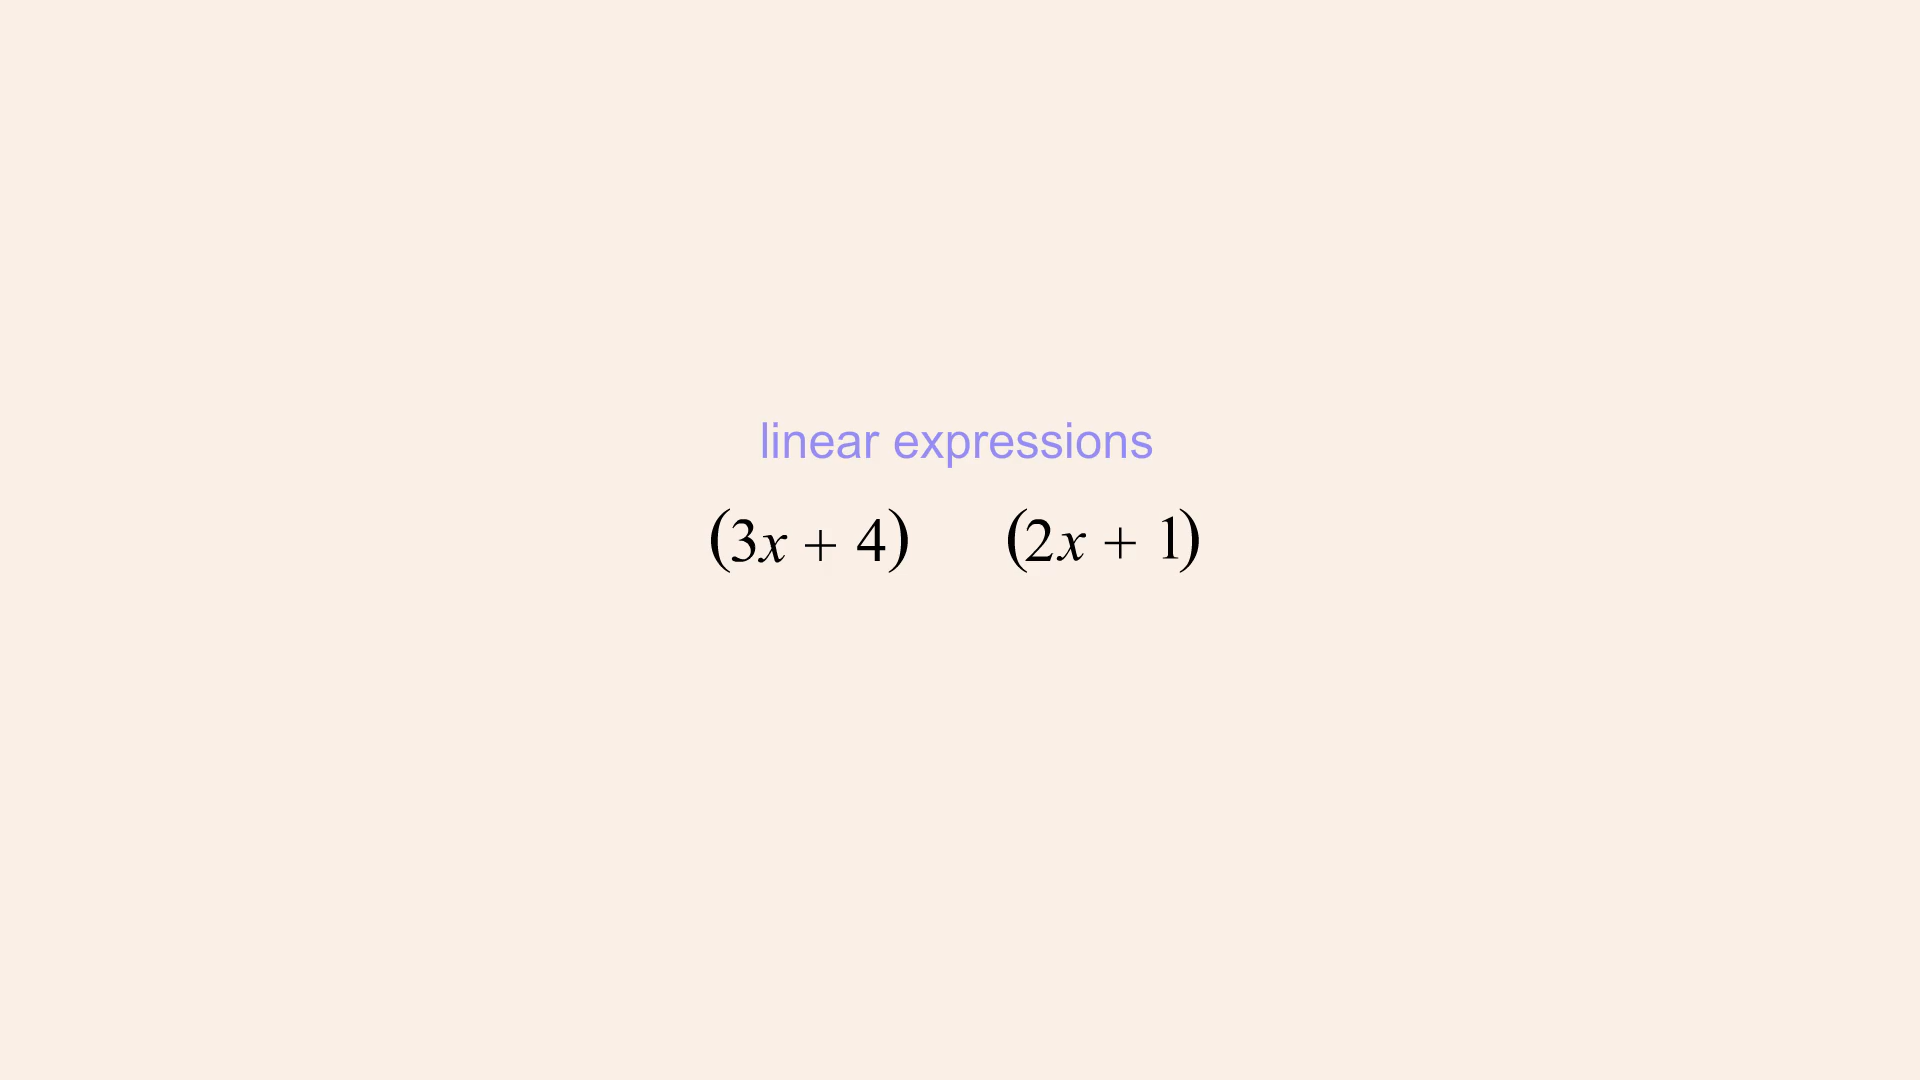 linear expressions
(3x + 4) (2x + 1)